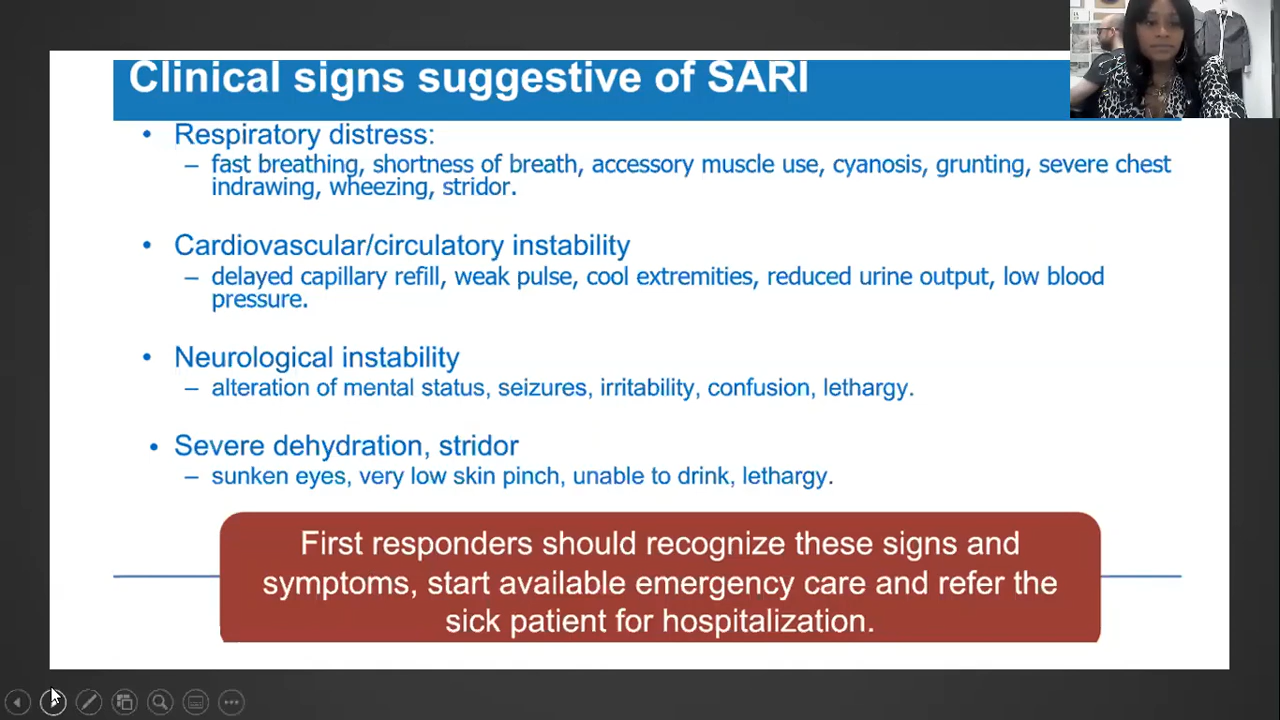 Clinical signs suggestive of SARI
• Respiratory distress:
– fast breathing, shortness of breath, accessory muscle use, cyanosis, grunting, severe chest
indrawing, wheezing, stridor.
• Cardiovascular/circulatory instability
– delayed capillary refill, weak pulse, cool extremities, reduced urine output, low blood
pressure.
• Neurological instability
– alteration of mental status, seizures, irritability, confusion, lethargy.
• Severe dehydration, stridor
– sunken eyes, very low skin pinch, unable to drink, lethargy.
First responders should recognize these signs and
symptoms, start available emergency care and refer the
sick patient for hospitalization.